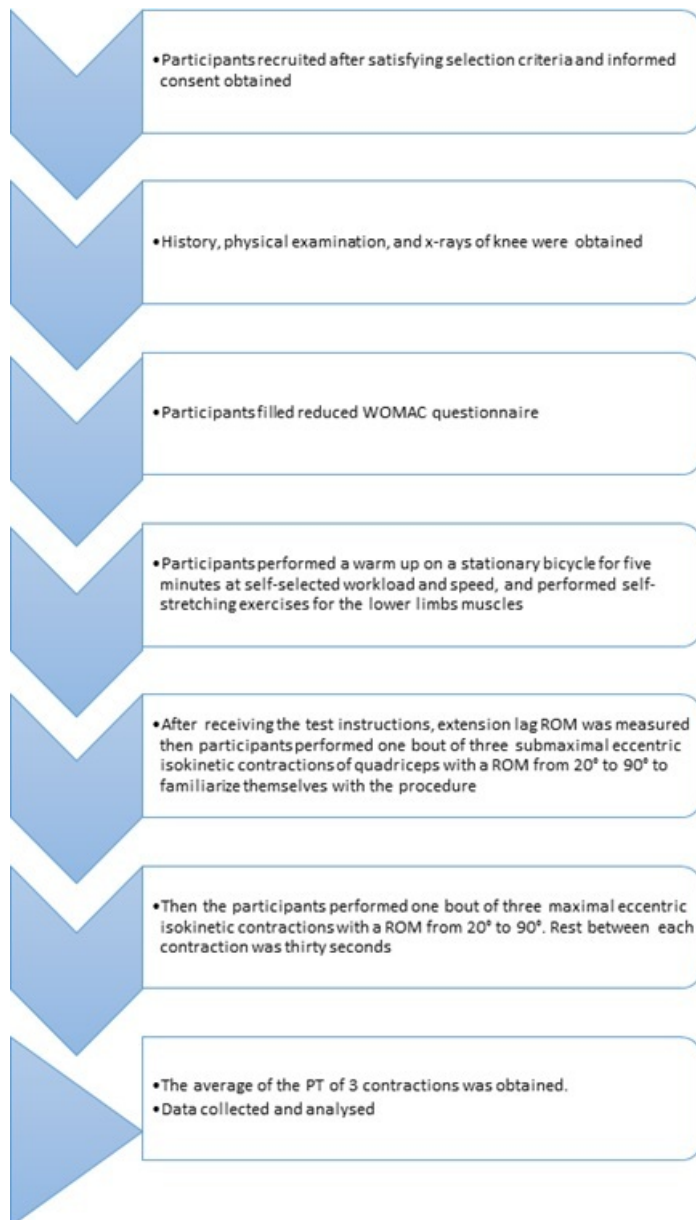 •Participants recruited after satisfying selection criteria and informed
consent obtained
•History, physical examination, and x-rays of knee were obtained
•Participants filled reduced WOMAC questionnaire
•Participants performed a warm up on a stationary bicycle for five
minutes at self-selected workload and speed, and performed self-
stretching exercises for the lower limbs muscles
•After receiving the test instructions, extension lag ROM was measured
then participants performed one bout of three submaximal eccentric
isokinetic contractions of quadriceps with a ROM from 20° to 90° to
familiarize themselves with the procedure
•Then the participants performed one bout of three maximal eccentric
isokinetic contractions with a ROM from 20° to 90°. Rest between each
contraction was thirty seconds
•The average of the PT of 3 contractions was obtained.
•Data collected and analysed